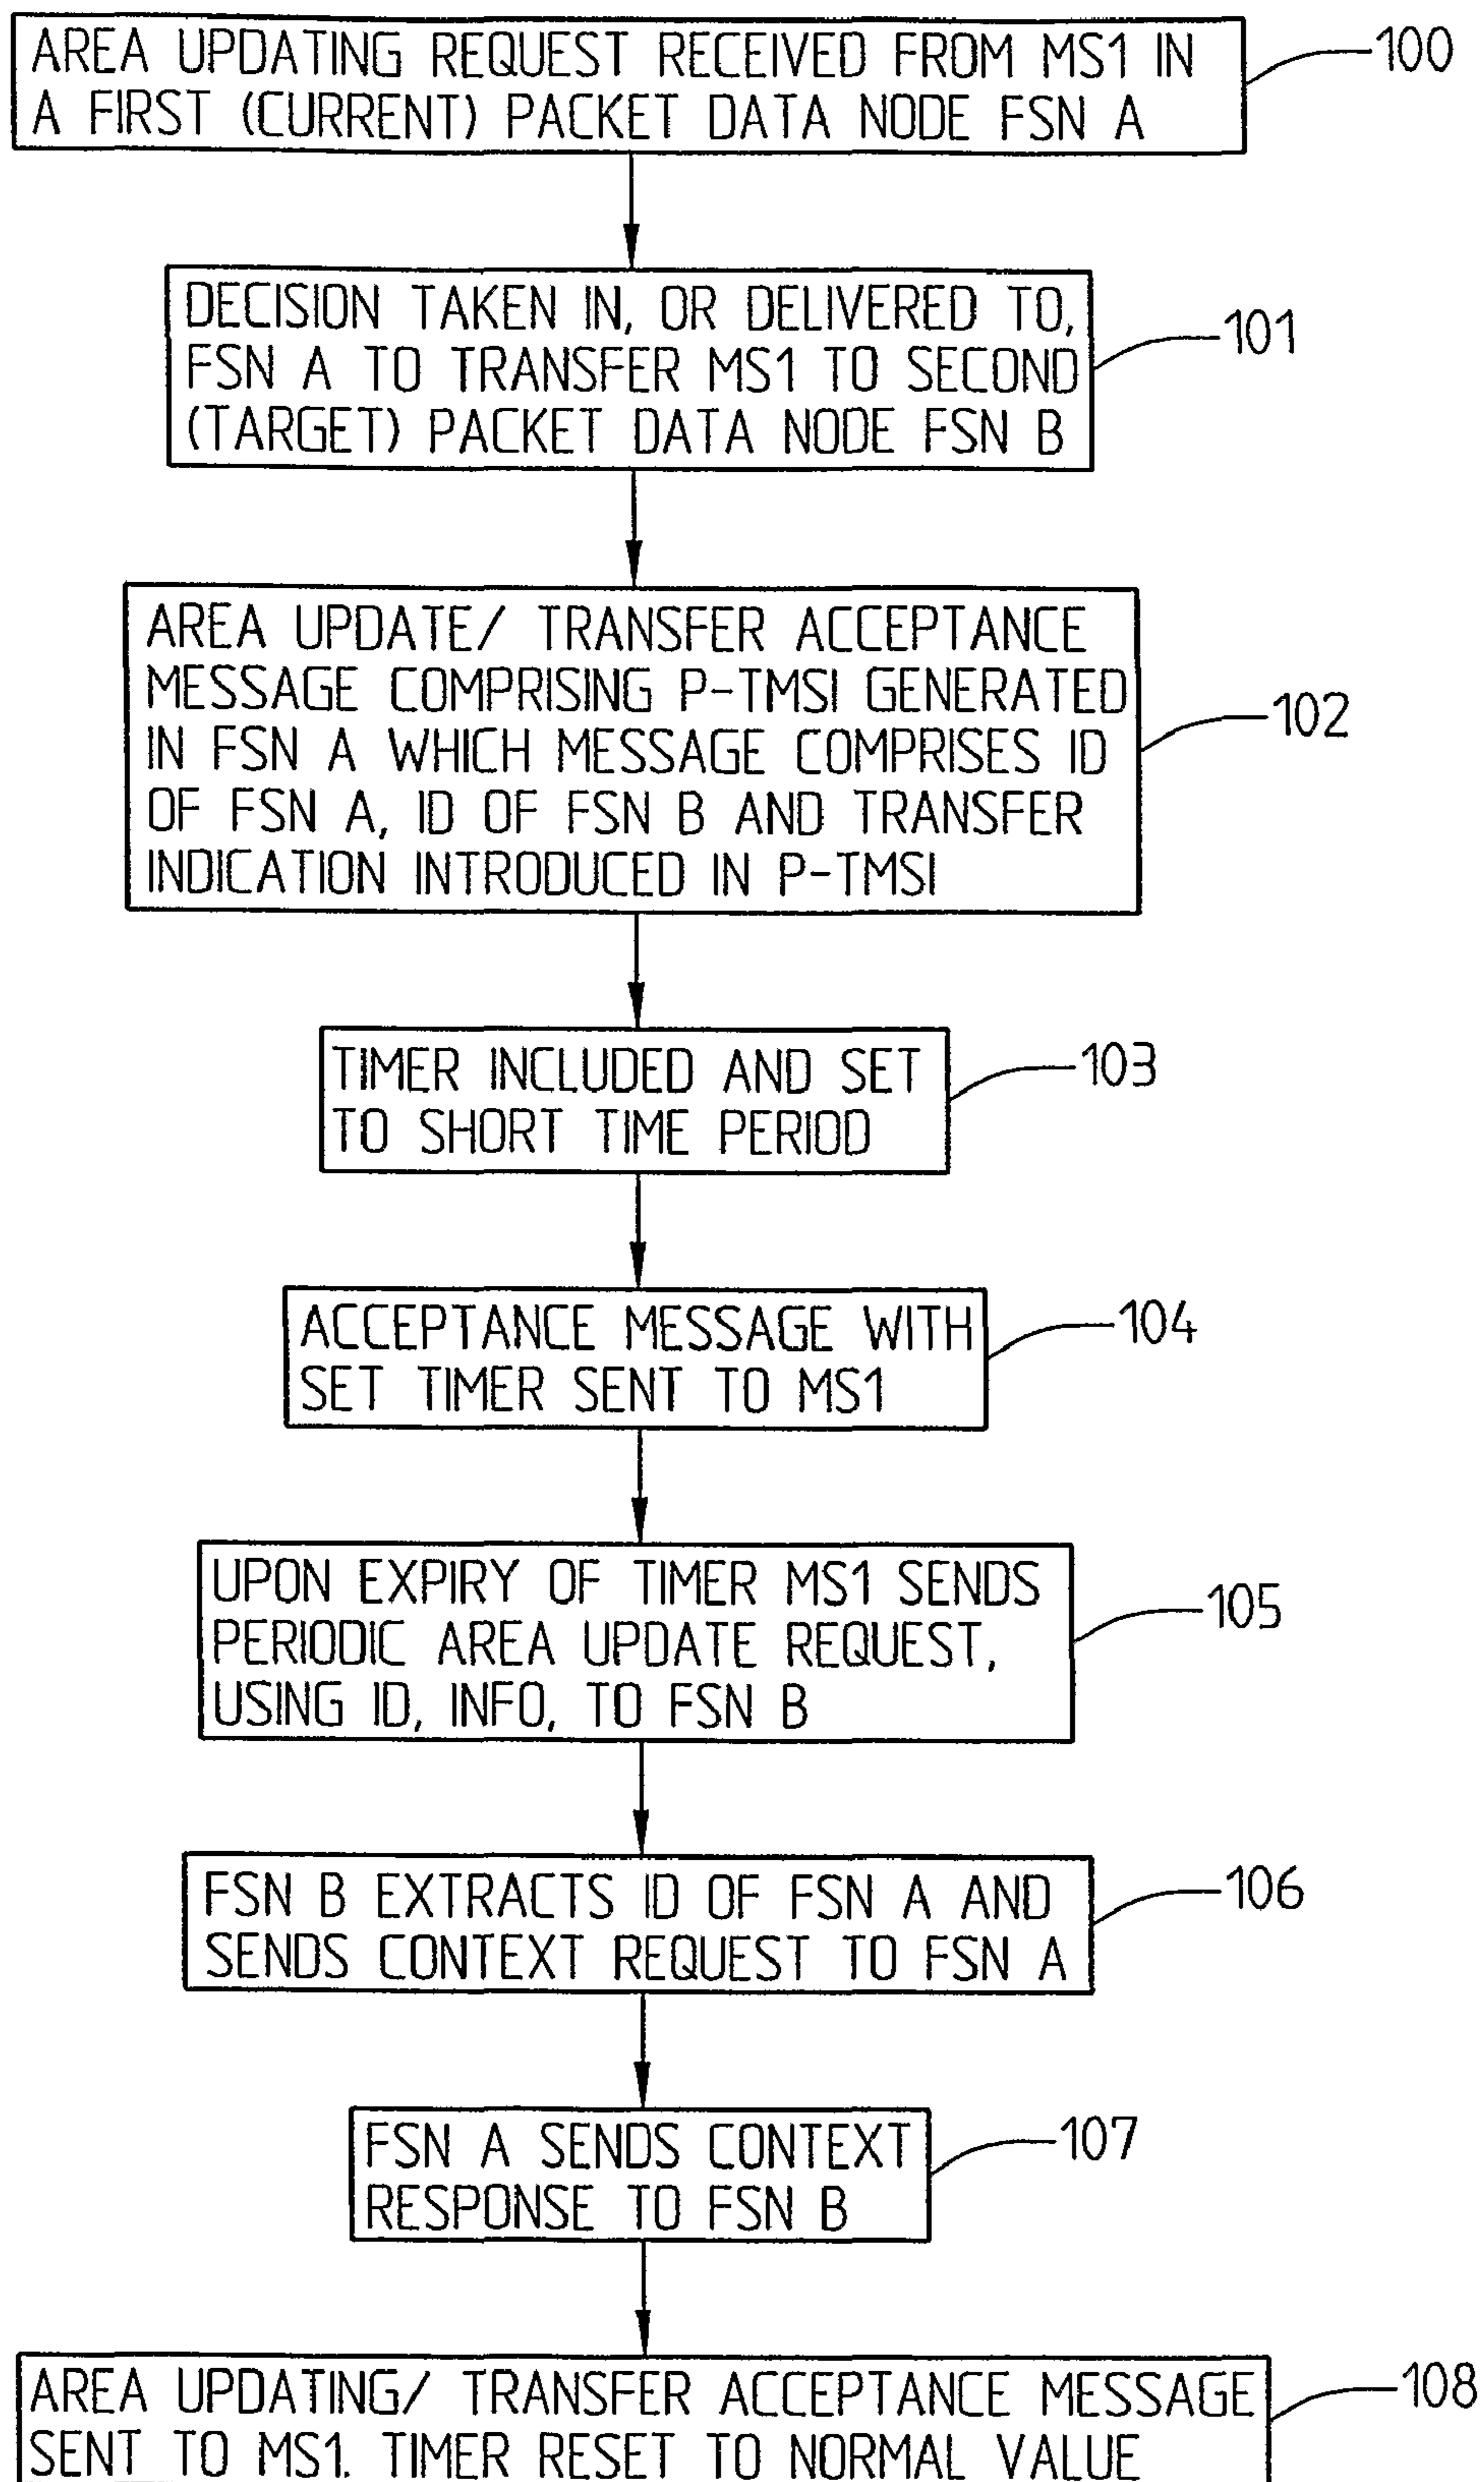 AREA UPDATING REQUEST RECEIVED FROM MS1 IN
A FIRST (CURRENT) PACKET DATA NODE FSN A
100
DECISION TAKEN IN, OR DELIVERED TO,
FSN A TO TRANSFER MS1 TO SECOND
(TARGET) PACKET DATA NODE FSN B
101
AREA UPDATE/ TRANSFER ACCEPTANCE
MESSAGE COMPRISING P-TMSI GENERATED
IN FSN A WHICH MESSAGE COMPRISES ID
OF FSN A, ID OF FSN B AND TRANSFER
INDICATION INTRODUCED IN P-TMSI
102
TIMER INCLUDED AND SET
TO SHORT TIME PERIOD
103
ACCEPTANCE MESSAGE WITH
SET TIMER SENT TO MS1
104
UPON EXPIRY OF TIMER MS1 SENDS
PERIODIC AREA UPDATE REQUEST,
USING ID, INFO, TO FSN B
105
FSN B EXTRACTS ID OF FSN A AND
SENDS CONTEXT REQUEST TO FSN A
106
FSN A SENDS CONTEXT
RESPONSE TO FSN B
107
AREA UPDATING/ TRANSFER ACCEPTANCE MESSAGE
SENT TO MS1. TIMER RESET TO NORMAL VALUE
108